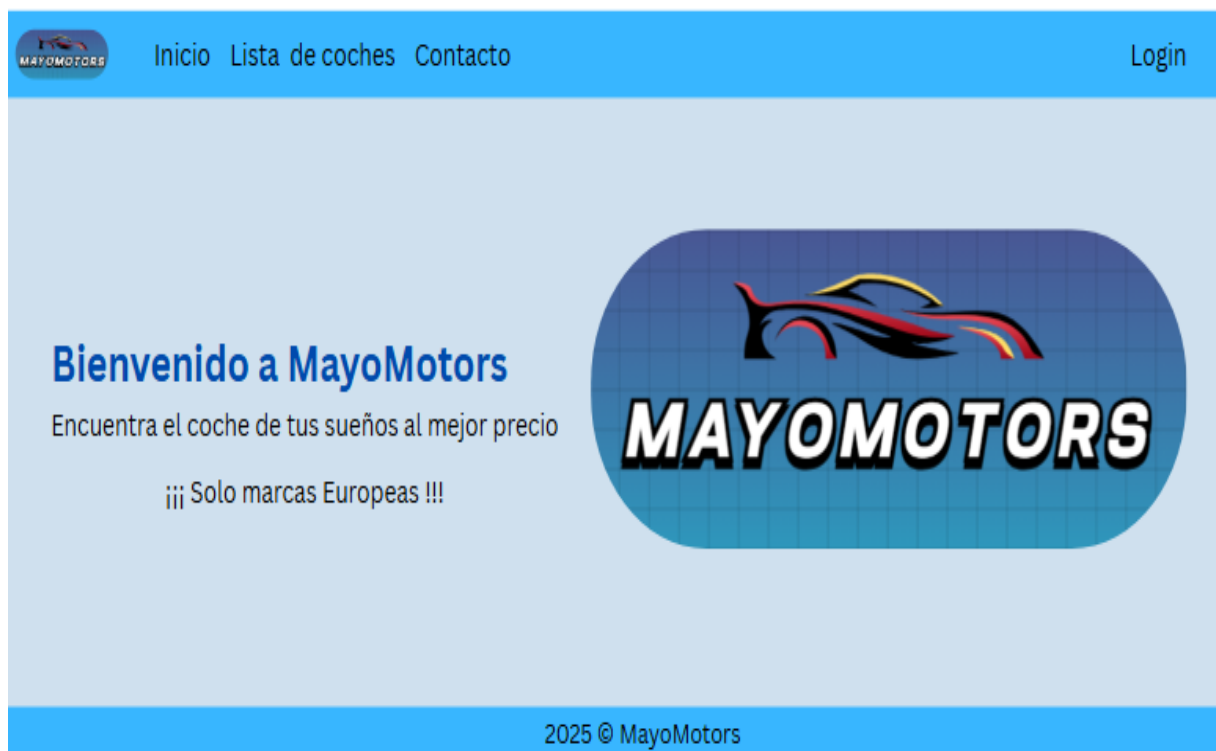 MAYOMOTORS
Inicio Lista de coches Contacto
Login
Bienvenido a MayoMotors
Encuentra el coche de tus sueños al mejor precio
¡¡¡ Solo marcas Europeas !!!
MAYOMOTORS
2025 © MayoMotors